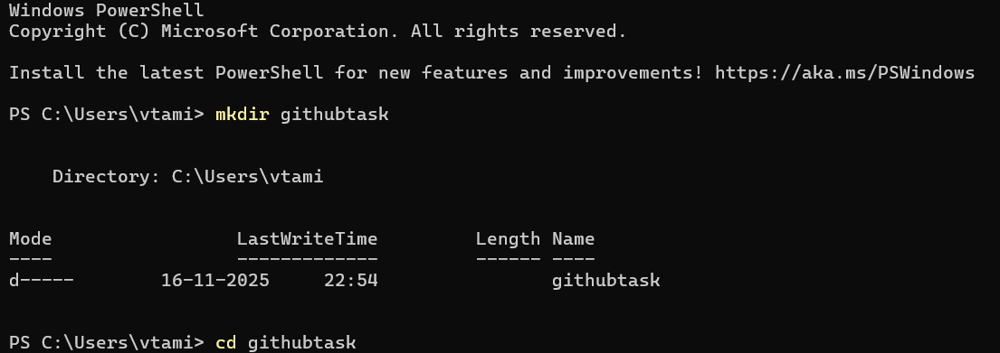 Windows PowerShell
Copyright (C) Microsoft Corporation. All rights reserved.
Install the latest PowerShell for new features and improvements! https://aka.ms/PSWindows
PS C:\Users\vtami> mkdir githubtask
Directory: C:\Users\vtami
Mode LastWriteTime Length Name
---- ------------- ------ ----
d----- 16-11-2025 22:54 githubtask
PS C:\Users\vtami> cd githubtask